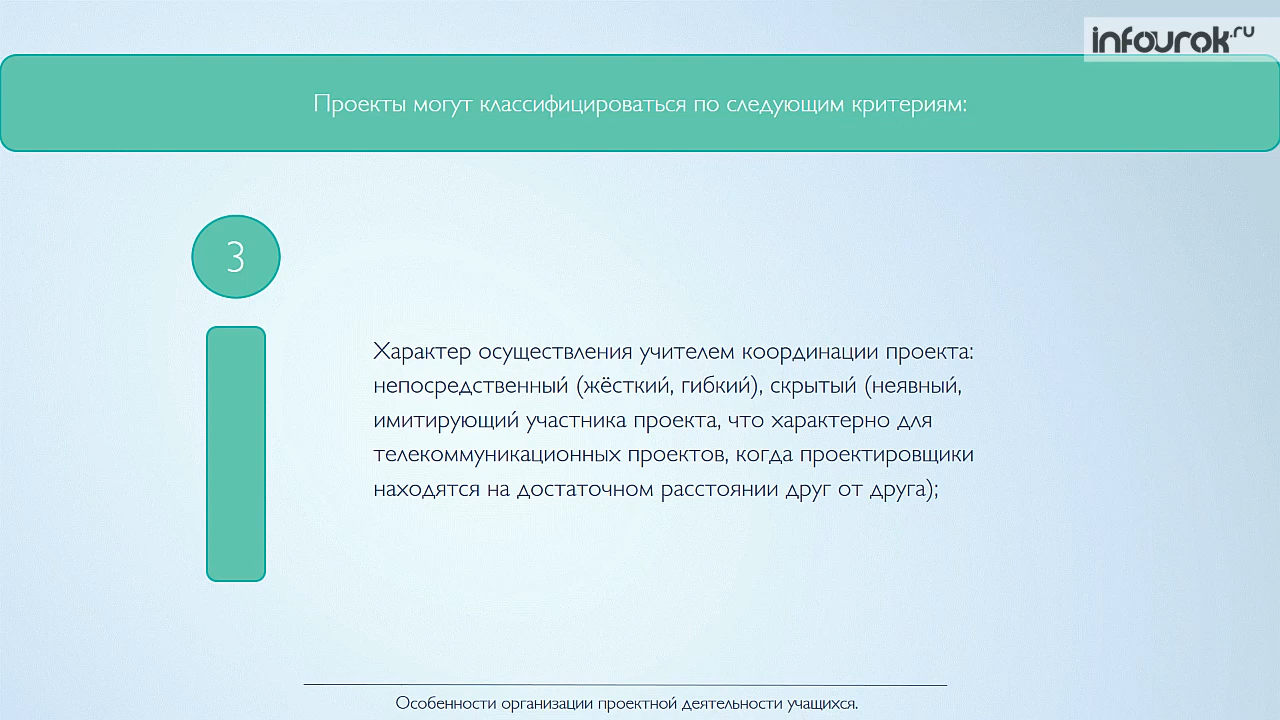 infourok.ru
Проекты могут классифицироваться по следующим критериям:
3
Характер осуществления учителем координации проекта:
непосредственный (жёсткий, гибкий), скрытый (неявный,
имитирующий участника проекта, что характерно для
телекоммуникационных проектов, когда проектировщики
находятся на достаточном расстоянии друг от друга);
Особенности организации проектной деятельности учащихся.